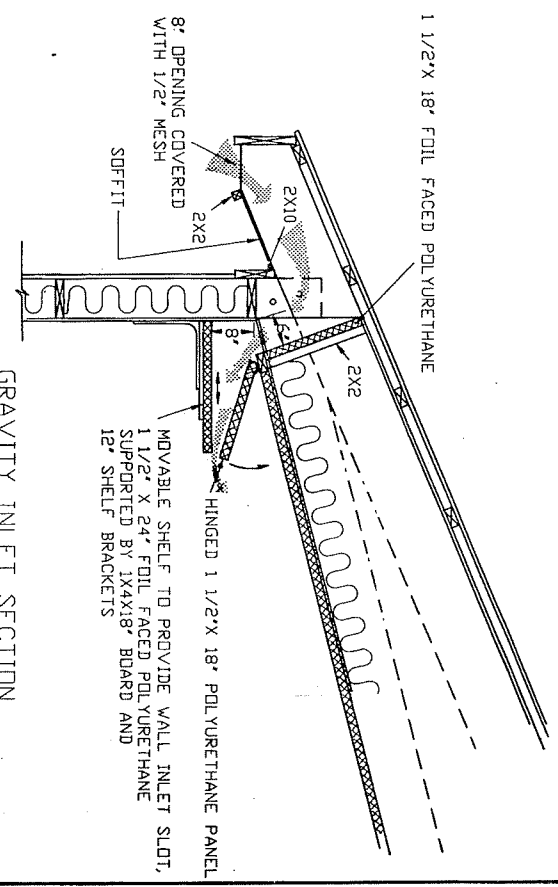 1 1/2"X 18" FOIL FACED POLYURETHANE
8" OPENING COVERED
WITH 1/2" MESH
2X10
2X2
SOFFIT
6"
2X2
8"
HINGED 1 1/2"X 18" POLYURETHANE PANEL
MOVABLE SHELF TO PROVIDE WALL INLET SLOT,
1 1/2" X 24" FOIL FACED POLYURETHANE
SUPPORTED BY 1X4X18" BOARD AND
12" SHELF BRACKETS
GRAVITY INLET SECTION